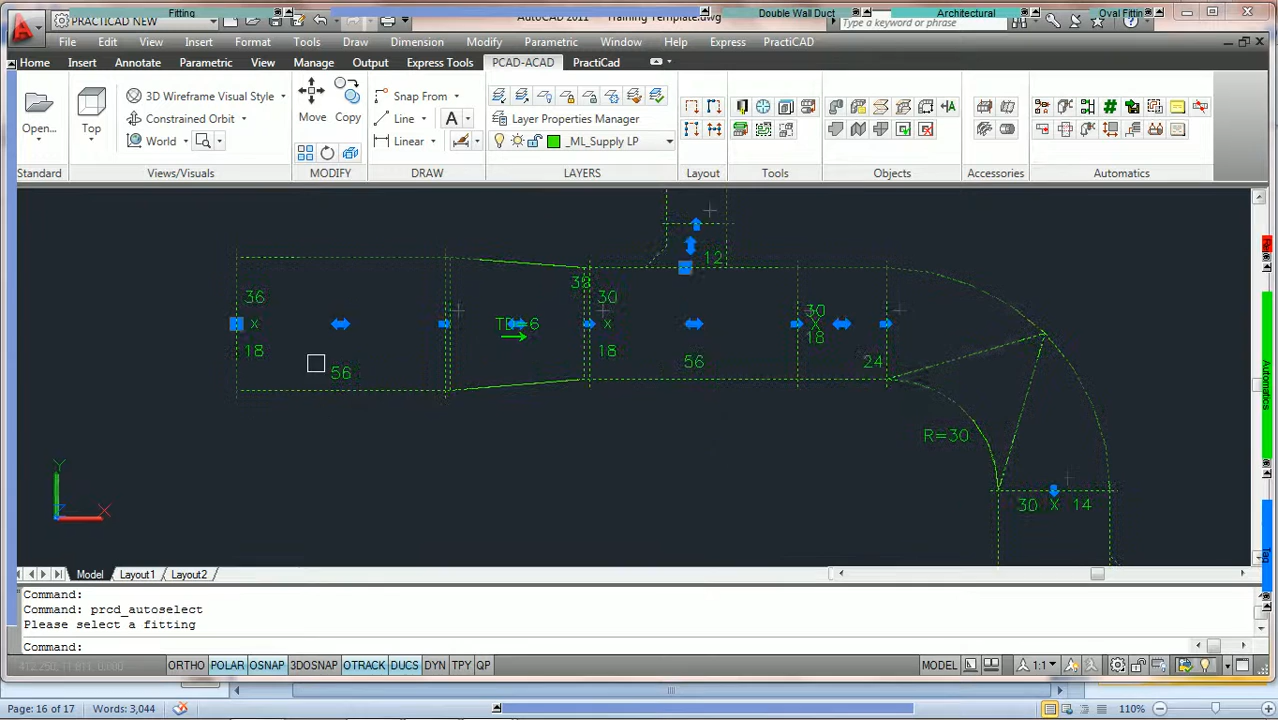 Fitting
Double Wall Duct
Architectural
Oval Fittin
PRACTICAD NEW
AutoCAD 2011
Training Template.dwg
Type a keyword or phrase
File Edit View Insert Format Tools Draw Dimension Modify Parametric Window Help Express PractiCAD
Home Insert Annotate Parametric View Manage Output Express Tools PCAD-ACAD PractiCad
Open...
Top
3D Wireframe Visual Style
Constrained Orbit
World
Move
Copy
Snap From
Line
A
Linear
Layer Properties Manager
_ML_Supply LP
Standard Views/Visuals MODIFY DRAW LAYERS Layout Tools Objects Accessories Automatics
12
36
x
18
56
TD=6
30
x
18
56
30
X
18
24
R=30
30 X 14
Y
X
Automatics
Tag
Model Layout1 Layout2
Command:
Command: prcd_autoselect
Please select a fitting
Command:
ORTHO POLAR OSNAP 3DOSNAP OTRACK DUCS DYN TPY QP
MODEL
1:1
Page: 16 of 17
Words: 3,044
110%